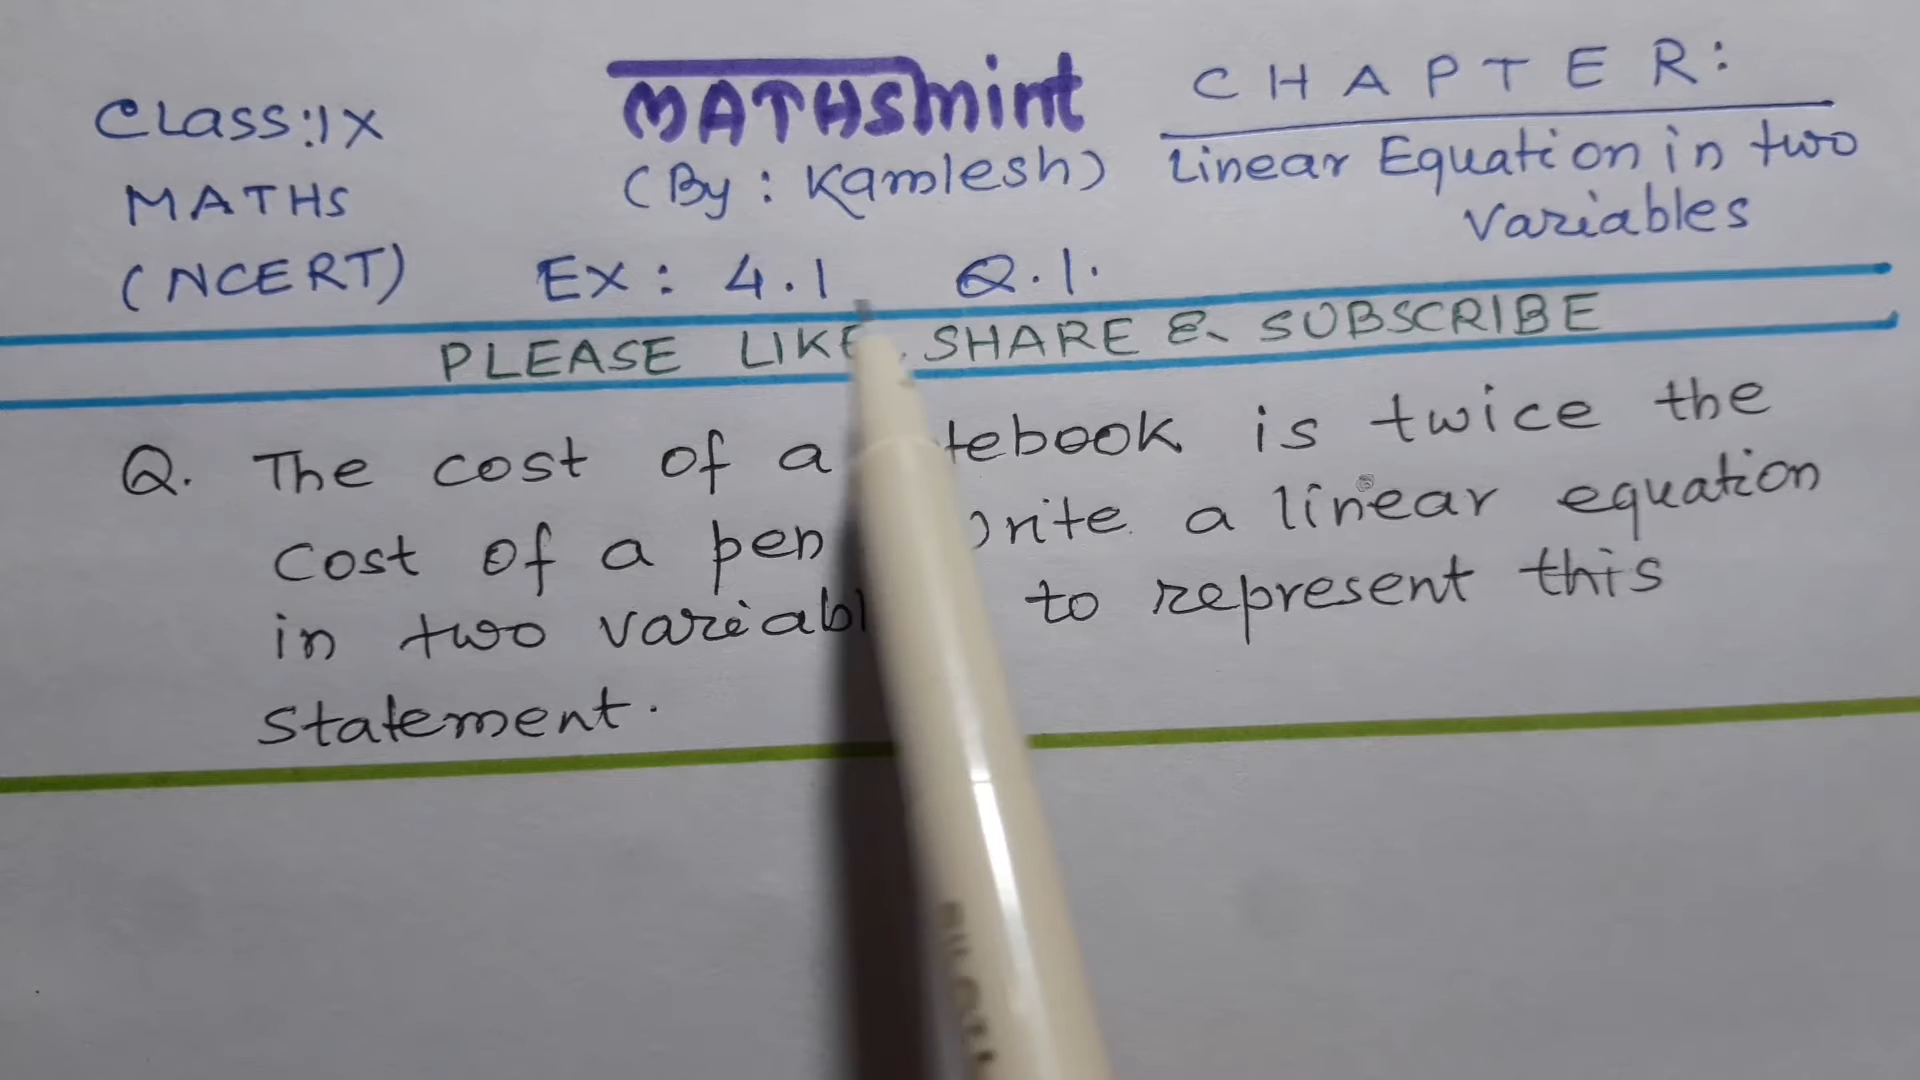 CLASS: IX
MATHS
(NCERT)
MATHSmint
(By: Kamlesh)
EX: 4.1 Q.1.
CHAPTER:
Linear Equation in two
variables
PLEASE LIKE, SHARE & SUBSCRIBE
Q. The cost of a tebook is twice the
cost of a pen rite a linear equation
in two variabl to represent this
statement.